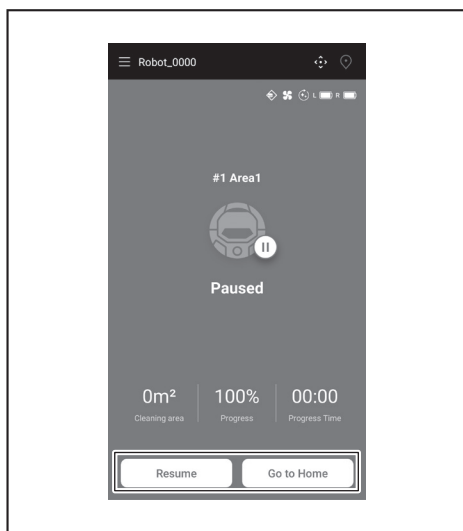 Robot_0000
L R
#1 Area1
Paused
0m² 100% 00:00
Cleaning area Progress Progress Time
Resume Go to Home